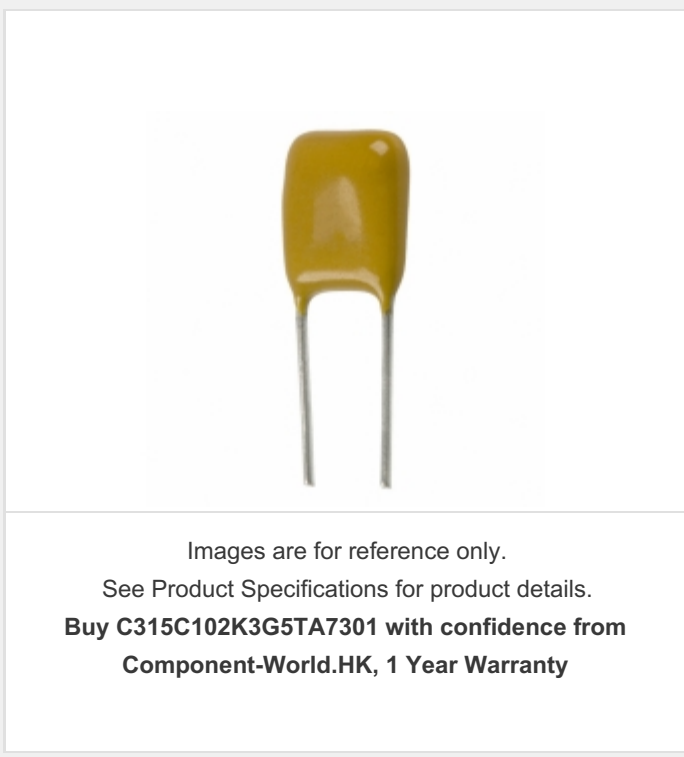 Images are for reference only.
See Product Specifications for product details.
Buy C315C102K3G5TA7301 with confidence from
Component-World.HK, 1 Year Warranty